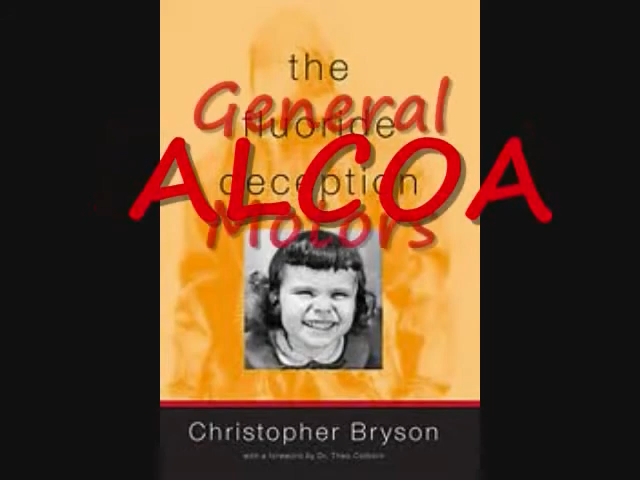 the
General
fluoride
ALCOA
deception
Motors
Christopher Bryson
with a foreword by Dr. Theo Colborn